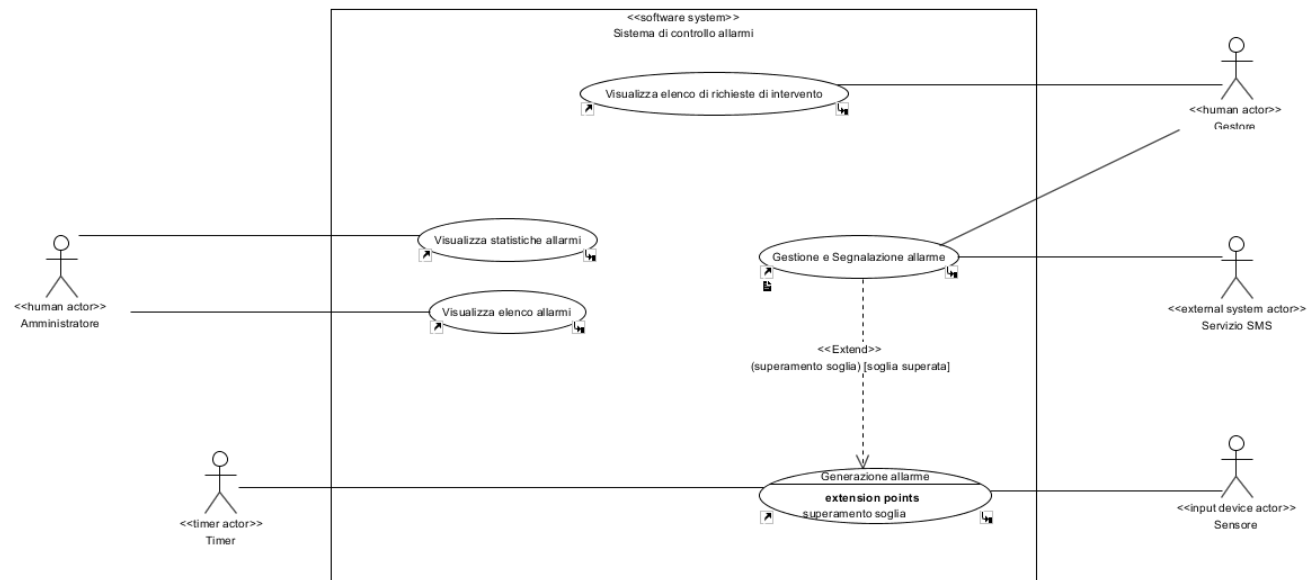 <<software system>>
Sistema di controllo allarmi
Visualizza elenco di richieste di intervento
<<human actor>>
Gestore
Visualizza statistiche allarmi
Gestione e Segnalazione allarme
<<human actor>>
Amministratore
Visualizza elenco allarmi
<<external system actor>>
Servizio SMS
<<Extend>>
(superamento soglia) [soglia superata]
Generazione allarme
extension points
superamento soglia
<<timer actor>>
Timer
<<input device actor>>
Sensore